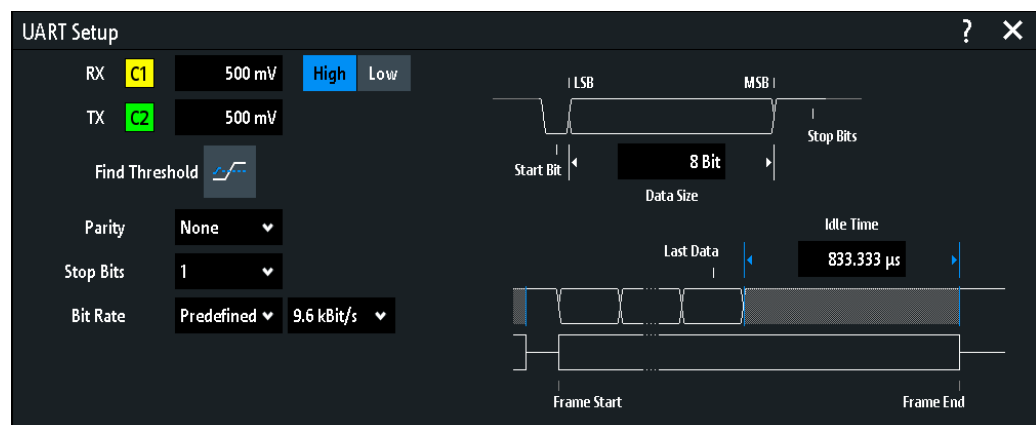 UART Setup ? ✕
RX C1 500 mV High Low
TX C2 500 mV
Find Threshold
Parity None
Stop Bits 1
Bit Rate Predefined 9.6 kBit/s
LSB MSB
Stop Bits
Start Bit 8 Bit
Data Size
Idle Time
Last Data 833.333 µs
Frame Start Frame End